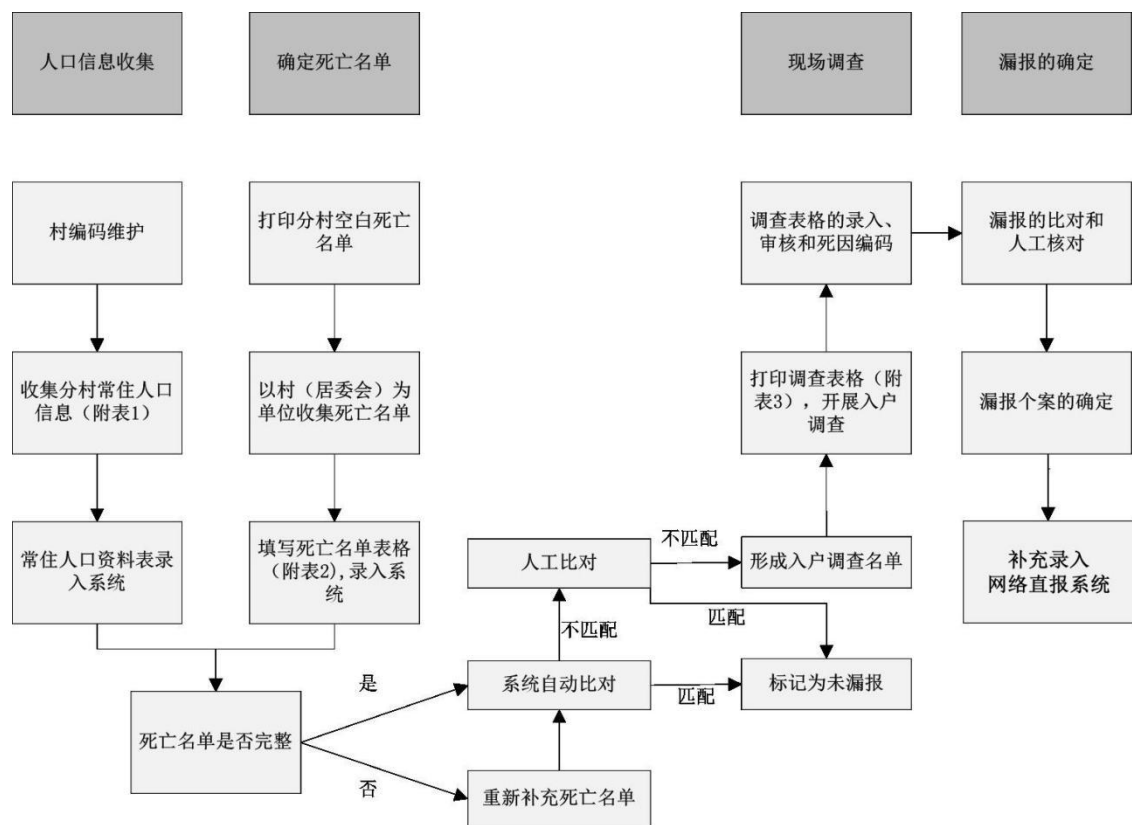 人口信息收集
确定死亡名单
现场调查
漏报的确定
村编码维护
打印分村空白死亡
名单
调查表格的录入、
审核和死因编码
漏报的比对和
人工核对
收集分村常住人口
信息（附表1）
以村（居委会）为
单位收集死亡名单
打印调查表格（附
表3），开展入户
调查
漏报个案的确定
常住人口资料表录
入系统
填写死亡名单表格
（附表2),录入系
统
人工比对
不匹配
形成入户调查名单
补充录入
网络直报系统
匹配
不匹配
是
系统自动比对
匹配
标记为未漏报
死亡名单是否完整
否
重新补充死亡名单